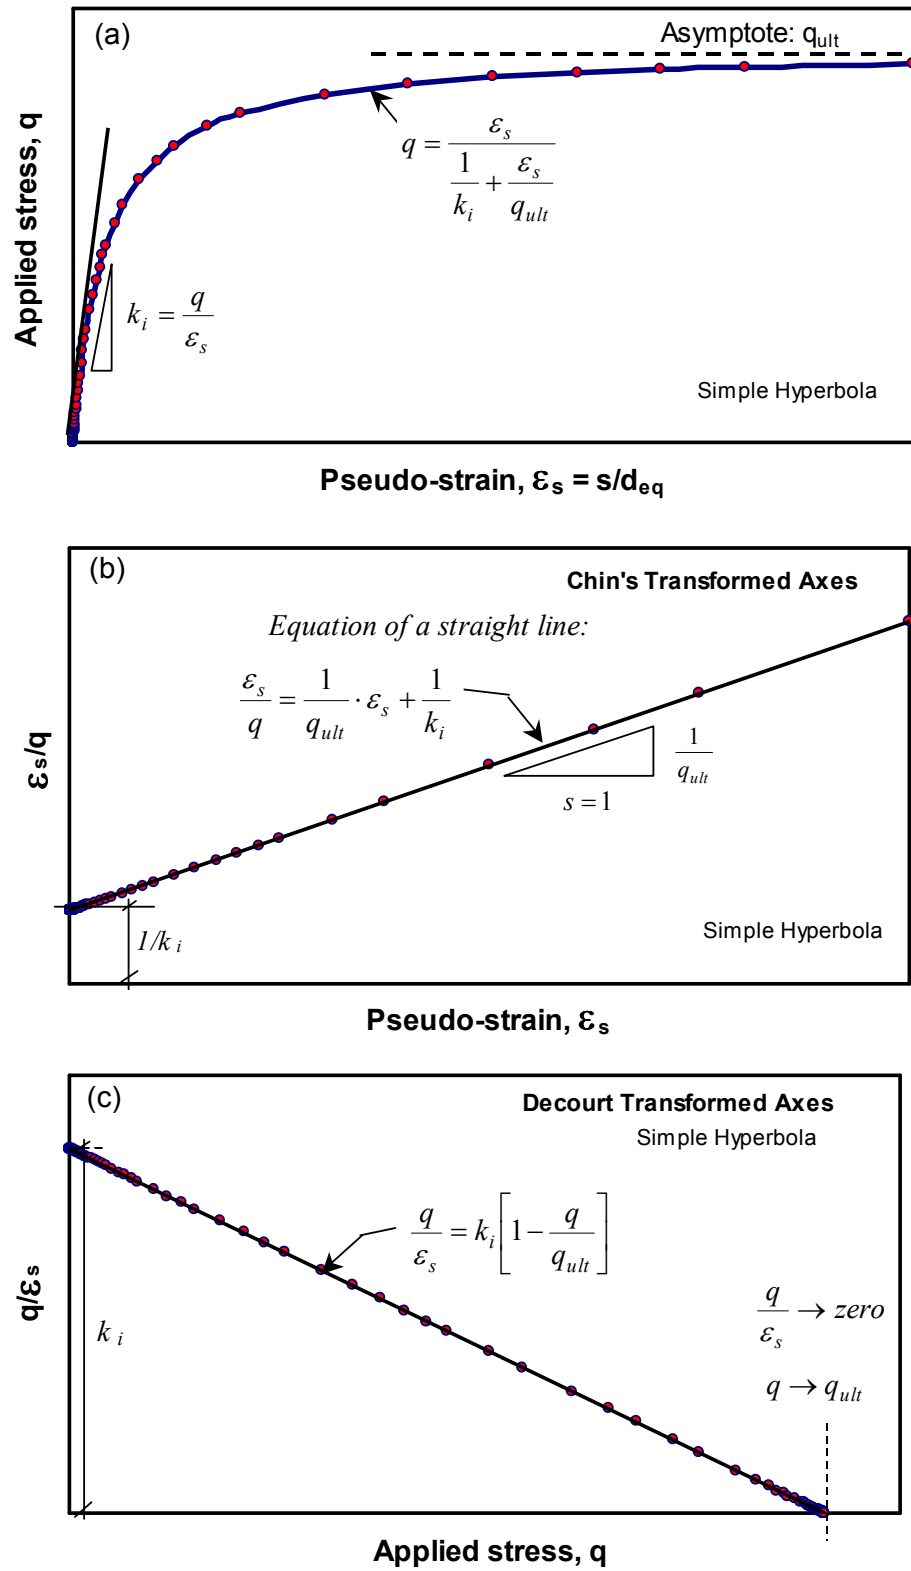 (a)
Asymptote: qult
q = εs / (1/ki + εs/qult)
ki = q/εs
Simple Hyperbola
Applied stress, q
Pseudo-strain, εs = s/deq
(b)
Chin's Transformed Axes
Equation of a straight line:
εs/q = 1/qult · εs + 1/ki
1/qult
s = 1
1/ki
Simple Hyperbola
εs/q
Pseudo-strain, εs
(c)
Decourt Transformed Axes
Simple Hyperbola
q/εs = ki[1 − q/qult]
q/εs → zero
q → qult
ki
q/εs
Applied stress, q